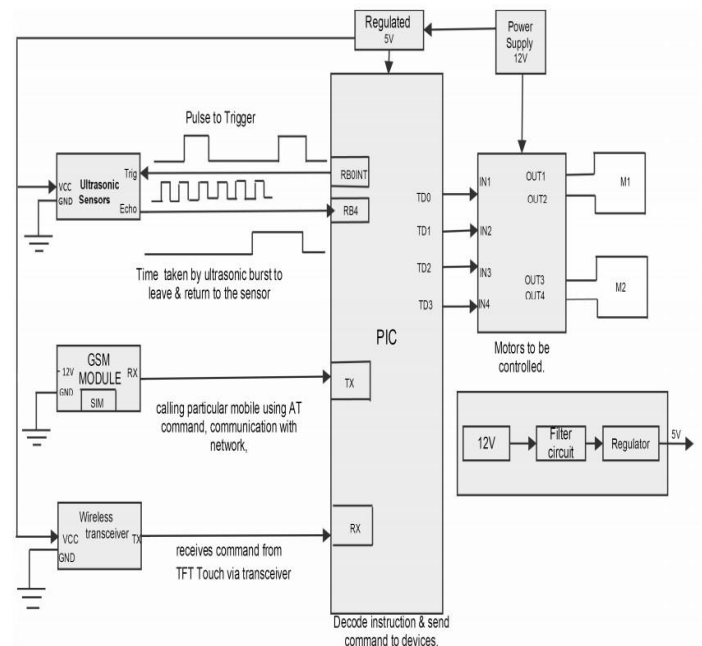 Regulated
5V
Power
Supply
12V
Pulse to Trigger
Ultrasonic
Sensors
VCC
GND
Trig
Echo
RB0INT
RB4
Time taken by ultrasonic burst to
leave & return to the sensor
GSM
MODULE
12V
GND
SIM
RX
TX
calling particular mobile using AT
command, communication with
network,
Wireless
transceiver
VCC
GND
TX
RX
receives command from
TFT Touch via transceiver
PIC
TD0
TD1
TD2
TD3
Decode instruction & send
command to devices.
IN1
IN2
IN3
IN4
OUT1
OUT2
OUT3
OUT4
M1
M2
Motors to be
controlled.
12V
Filter
circuit
Regulator
5V